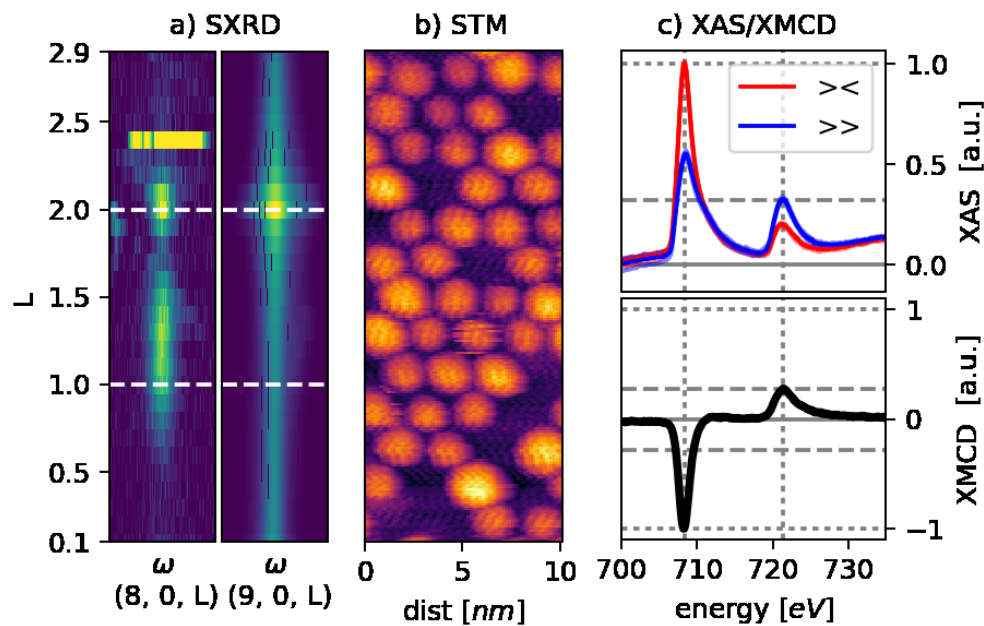 a) SXRD
b) STM
c) XAS/XMCD
2.9
2.5
2.0
1.5
1.0
0.5
0.1
L
ω
ω
(8, 0, L)
(9, 0, L)
0
5
10
dist [nm]
><
>>
1.0
0.5
0.0
XAS [a.u.]
1
0
−1
XMCD [a.u.]
700
710
720
730
energy [eV]